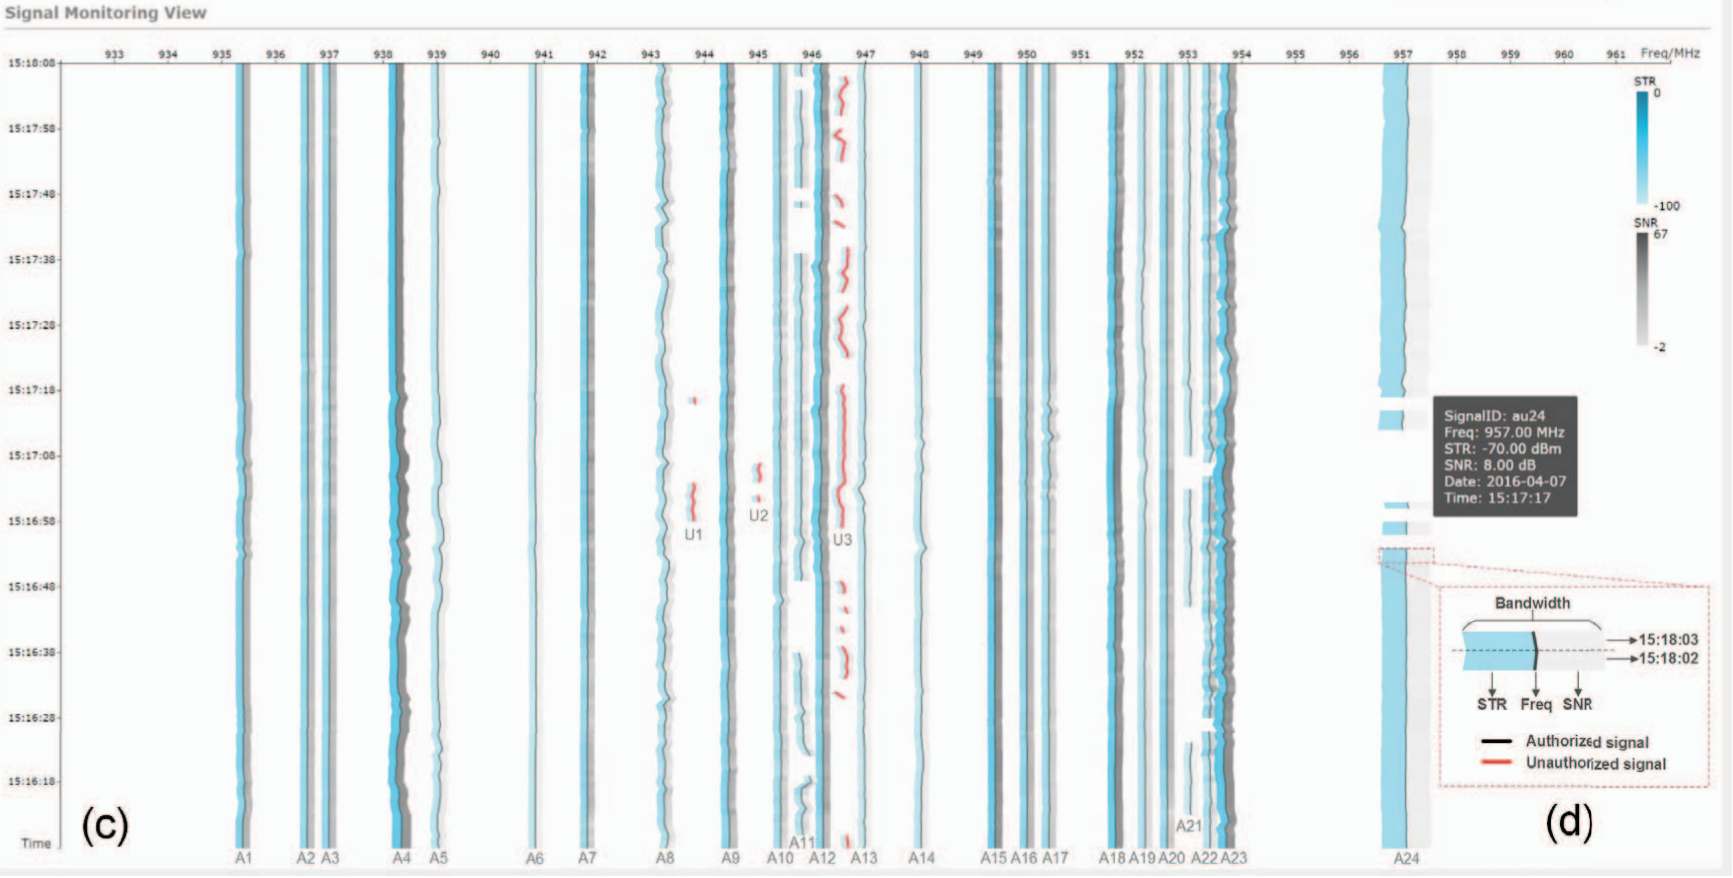 Signal Monitoring View
933 934 935 936 937 938 939 940 941 942 943 944 945 946 947 948 949 950 951 952 953 954 955 956 957 958 959 960 961 Freq/MHz
15:18:08
15:17:58
15:17:48
15:17:38
15:17:28
15:17:18
15:17:08
15:16:58
15:16:48
15:16:38
15:16:28
15:16:18
Time
STR
0
-100
SNR
67
-2
SignalID: au24
Freq: 957.00 MHz
STR: -70.00 dBm
SNR: 8.00 dB
Date: 2016-04-07
Time: 15:17:17
U1
U2
U3
Bandwidth
15:18:03
15:18:02
STR Freq SNR
Authorized signal
Unauthorized signal
(c)
(d)
A11
A21
A1 A2 A3 A4 A5 A6 A7 A8 A9 A10 A12 A13 A14 A15 A16 A17 A18 A19 A20 A22 A23 A24